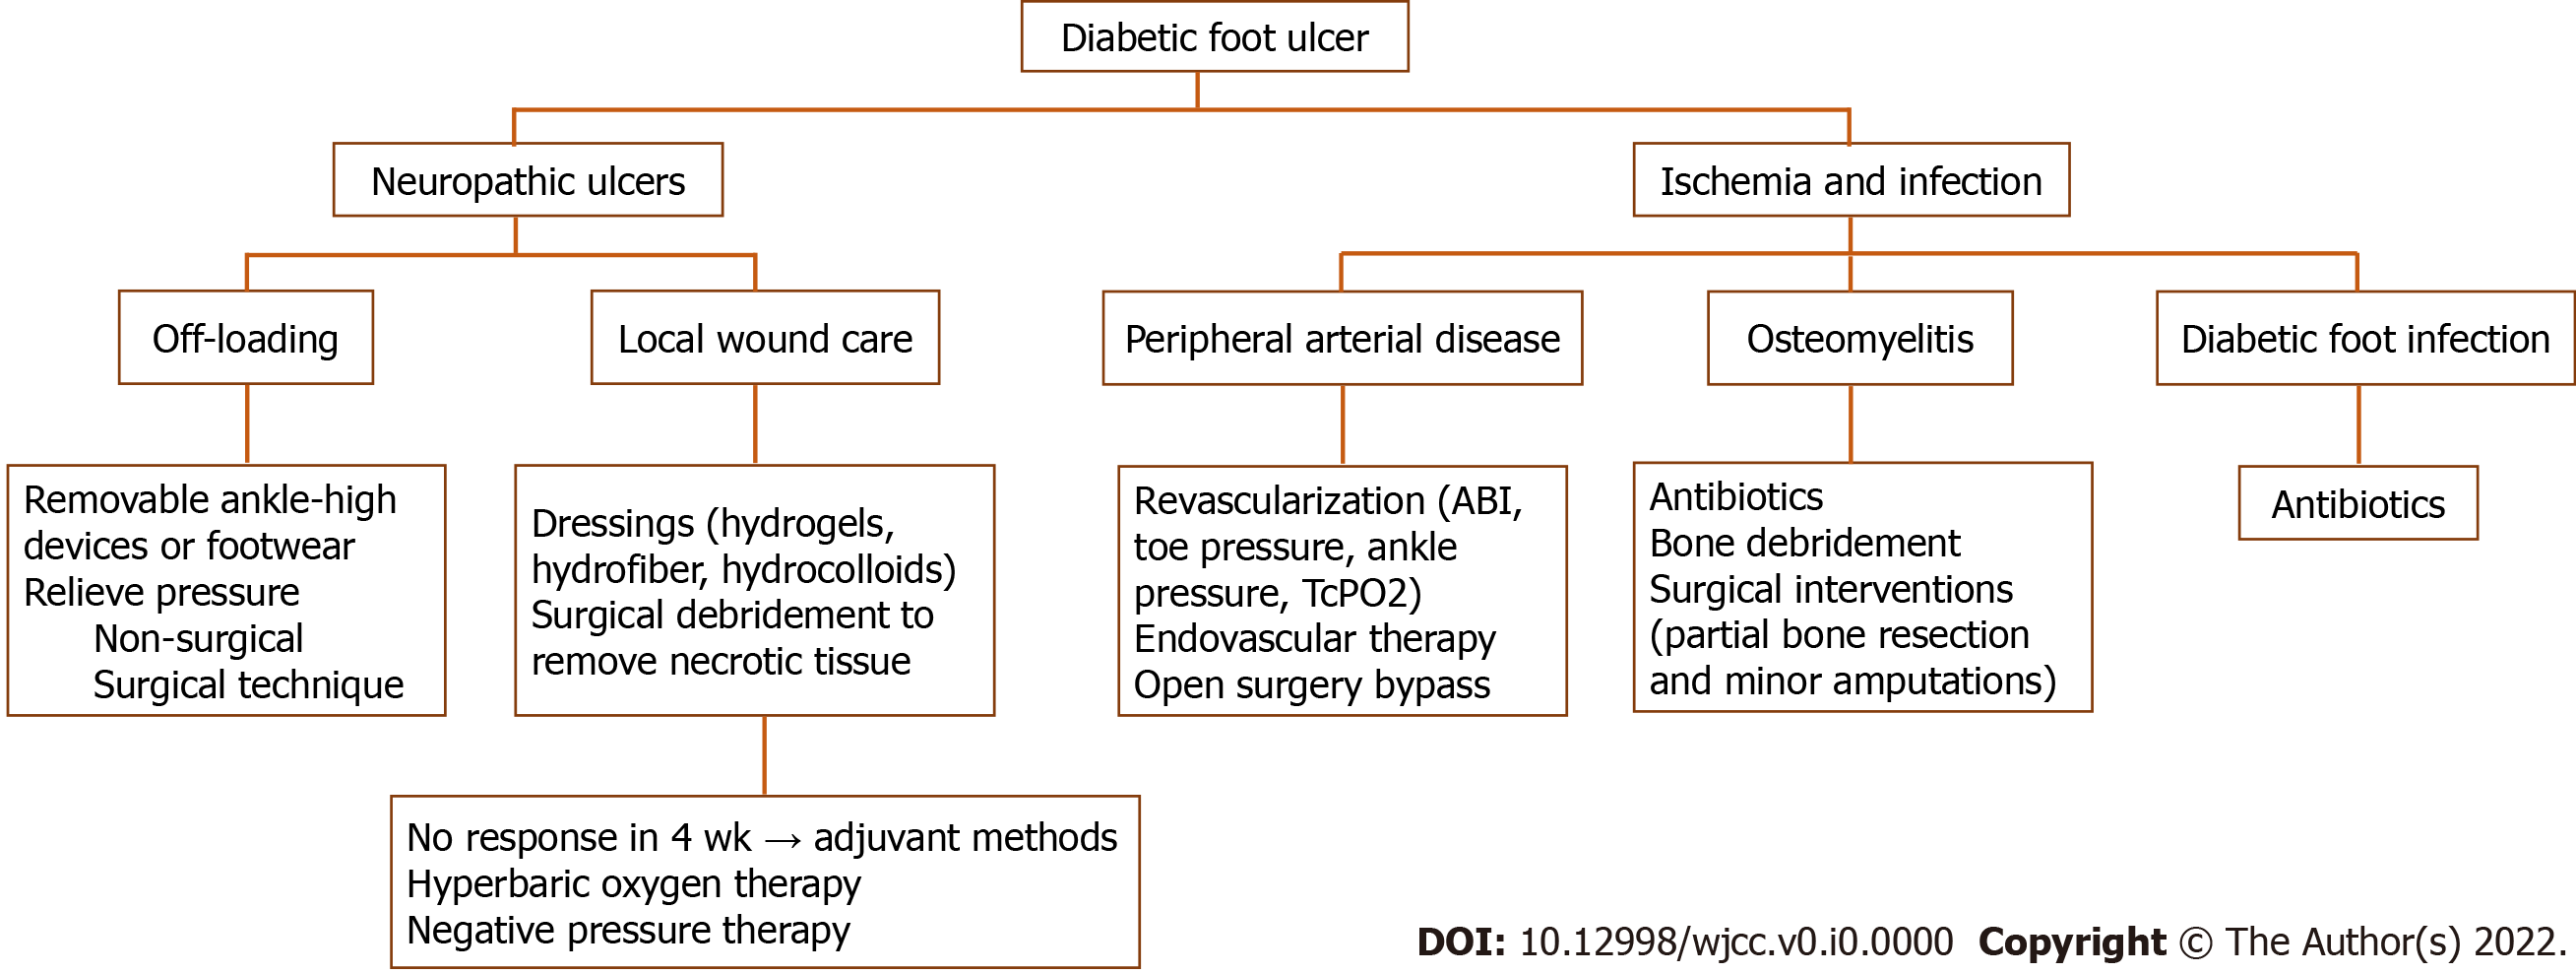 Diabetic foot ulcer
Neuropathic ulcers
Ischemia and infection
Off-loading
Local wound care
Peripheral arterial disease
Osteomyelitis
Diabetic foot infection
Removable ankle-high
devices or footwear
Relieve pressure
Non-surgical
Surgical technique
Dressings (hydrogels,
hydrofiber, hydrocolloids)
Surgical debridement to
remove necrotic tissue
Revascularization (ABI,
toe pressure, ankle
pressure, TcPO2)
Endovascular therapy
Open surgery bypass
Antibiotics
Bone debridement
Surgical interventions
(partial bone resection
and minor amputations)
Antibiotics
No response in 4 wk → adjuvant methods
Hyperbaric oxygen therapy
Negative pressure therapy
DOI: 10.12998/wjcc.v0.i0.0000 Copyright © The Author(s) 2022.